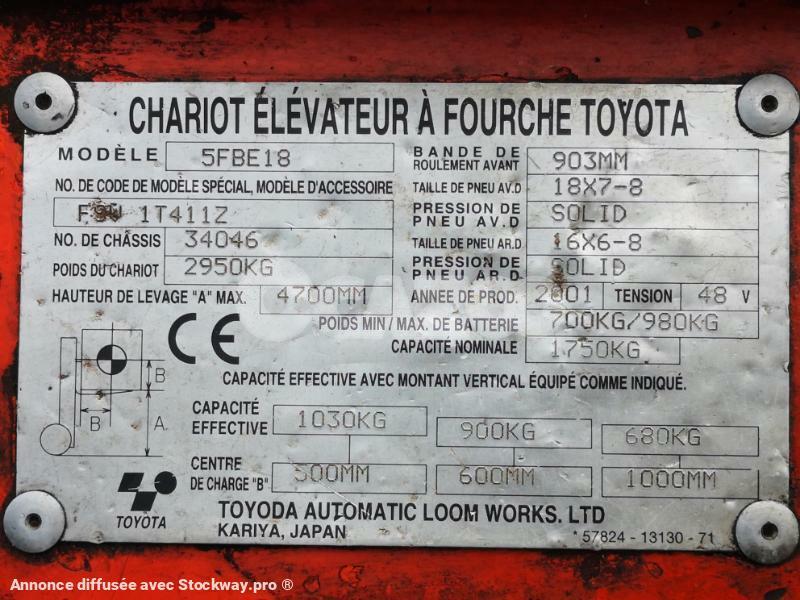 CHARIOT ÉLÉVATEUR À FOURCHE TOYOTA
MODÈLE 5FBE18
NO. DE CODE DE MODÈLE SPÉCIAL, MODÈLE D'ACCESSOIRE
1T411Z
NO. DE CHÂSSIS 34046
POIDS DU CHARIOT 2950KG
HAUTEUR DE LEVAGE "A" MAX. 4700MM
BANDE DE ROULEMENT AVANT 903MM
TAILLE DE PNEU AV.D 18X7-8
PRESSION DE PNEU AV.D SOLID
TAILLE DE PNEU AR.D 16X6-8
PRESSION DE PNEU AR.D SOLID
ANNEE DE PROD. 2001 TENSION 48 V
POIDS MIN / MAX. DE BATTERIE 700KG/980KG
CAPACITÉ NOMINALE 1750KG
CE
B
B A
CAPACITÉ EFFECTIVE AVEC MONTANT VERTICAL ÉQUIPÉ COMME INDIQUÉ.
CAPACITÉ EFFECTIVE 1030KG 900KG 680KG
CENTRE DE CHARGE "B" 500MM 600MM 1000MM
TOYOTA
TOYODA AUTOMATIC LOOM WORKS. LTD
KARIYA, JAPAN
* 57824 - 13130 - 71
Annonce diffusée avec Stockway.pro ®